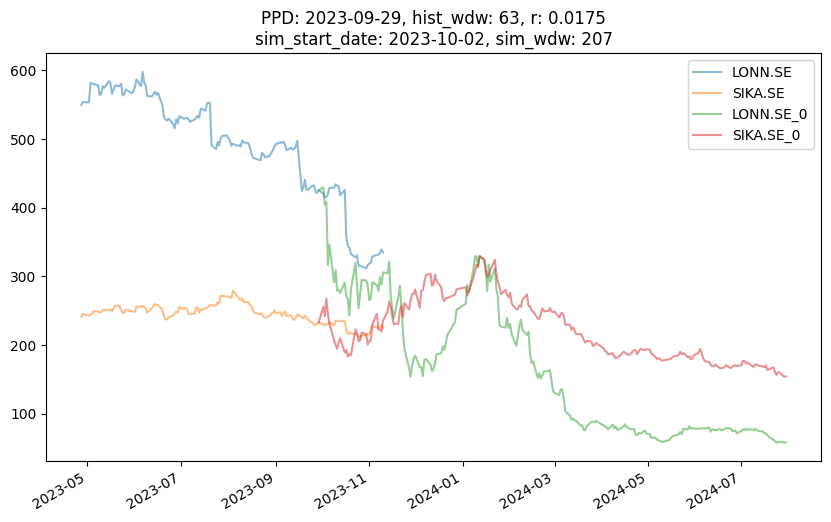 PPD: 2023-09-29, hist_wdw: 63, r: 0.0175
sim_start_date: 2023-10-02, sim_wdw: 207
LONN.SE
SIKA.SE
LONN.SE_0
SIKA.SE_0
600
500
400
300
200
100
2023-05
2023-07
2023-09
2023-11
2024-01
2024-03
2024-05
2024-07